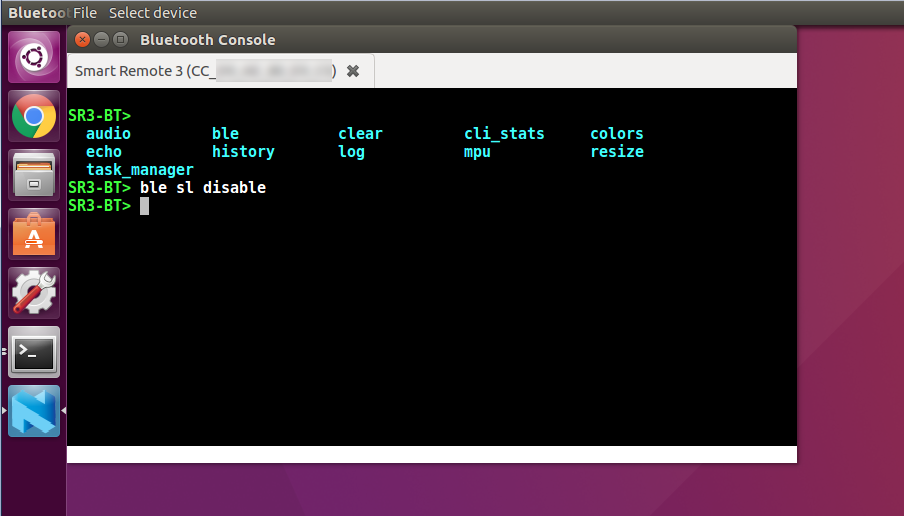 Bluetoo File Select device
Bluetooth Console
Smart Remote 3 (CC_ )
SR3-BT>
audio ble clear cli_stats colors
echo history log mpu resize
task_manager
SR3-BT> ble sl disable
SR3-BT>